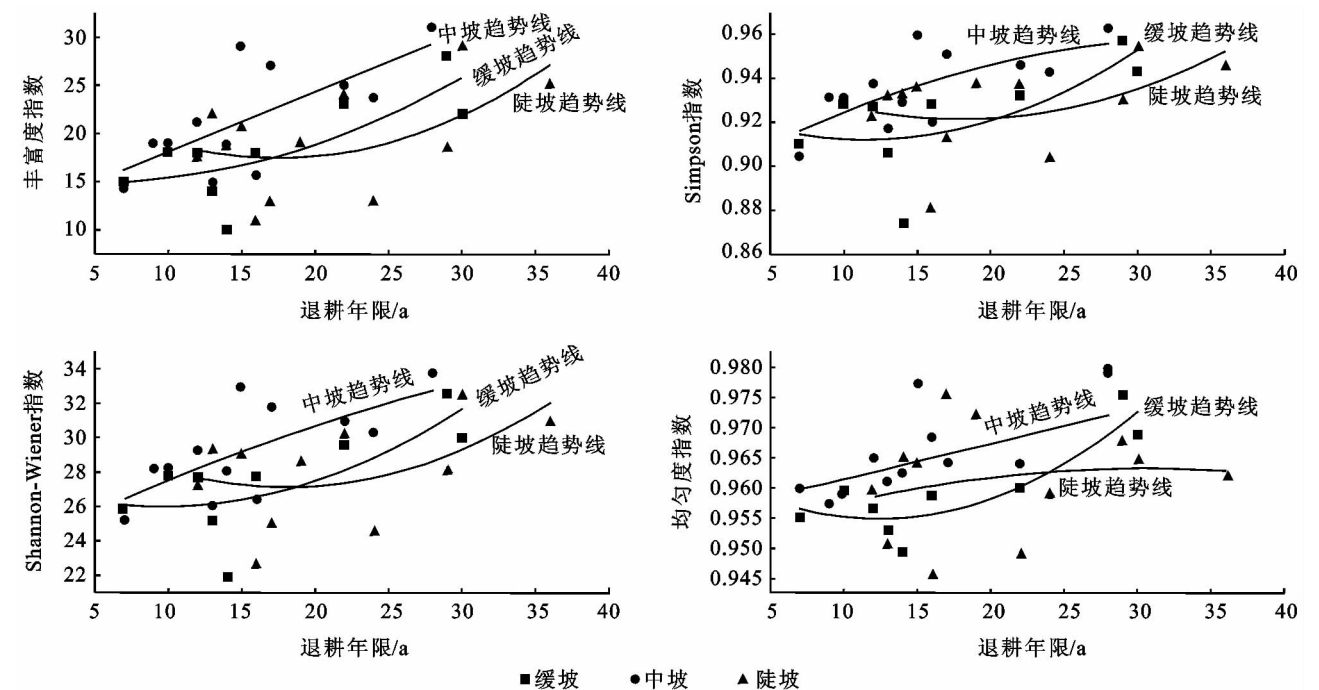 丰富度指数
30
25
20
15
10
5 10 15 20 25 30 35 40
退耕年限/a
中坡趋势线
缓坡趋势线
陡坡趋势线
Simpson指数
0.96
0.94
0.92
0.90
0.88
0.86
5 10 15 20 25 30 35 40
退耕年限/a
中坡趋势线
缓坡趋势线
陡坡趋势线
Shannon-Wiener指数
34
32
30
28
26
24
22
5 10 15 20 25 30 35 40
退耕年限/a
中坡趋势线
缓坡趋势线
陡坡趋势线
均匀度指数
0.980
0.975
0.970
0.965
0.960
0.955
0.950
0.945
5 10 15 20 25 30 35 40
退耕年限/a
中坡趋势线
缓坡趋势线
陡坡趋势线
缓坡 中坡 陡坡